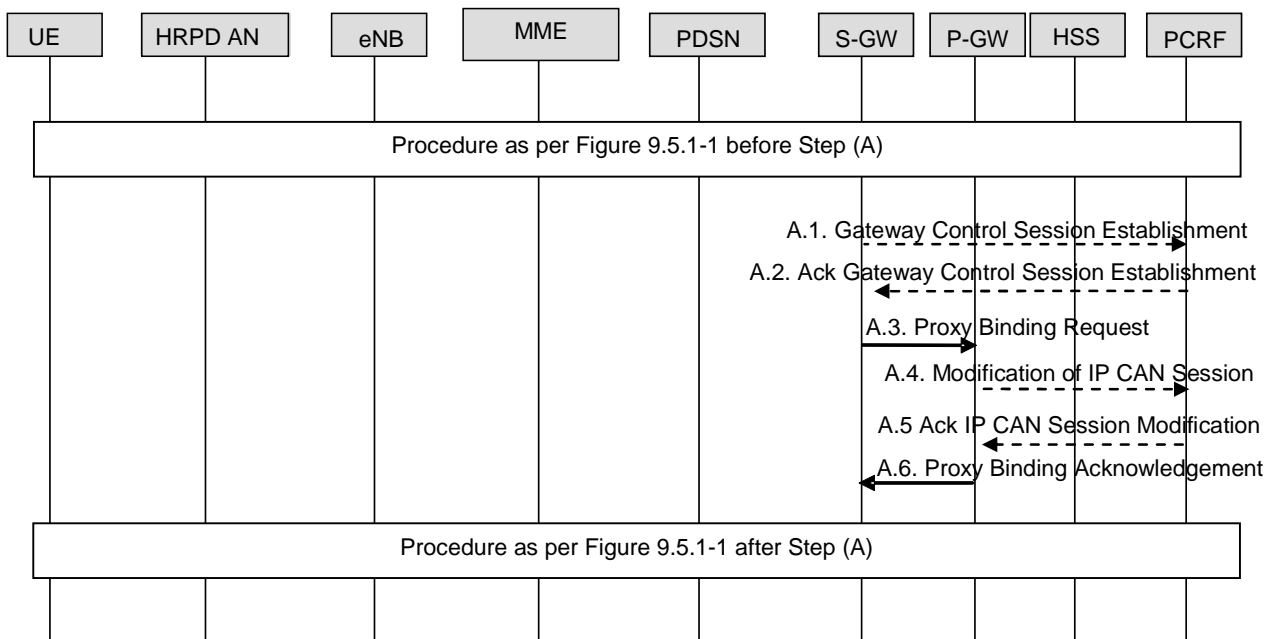 UE
HRPD AN
eNB
MME
PDSN
S-GW
P-GW
HSS
PCRF
Procedure as per Figure 9.5.1-1 before Step (A)
A.1. Gateway Control Session Establishment
A.2. Ack Gateway Control Session Establishment
A.3. Proxy Binding Request
A.4. Modification of IP CAN Session
A.5 Ack IP CAN Session Modification
A.6. Proxy Binding Acknowledgement
Procedure as per Figure 9.5.1-1 after Step (A)